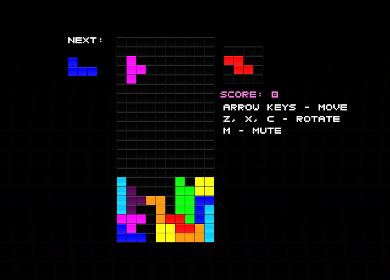 NEXT:
SCORE: 0
ARROW KEYS - MOVE
Z, X, C - ROTATE
M - MUTE